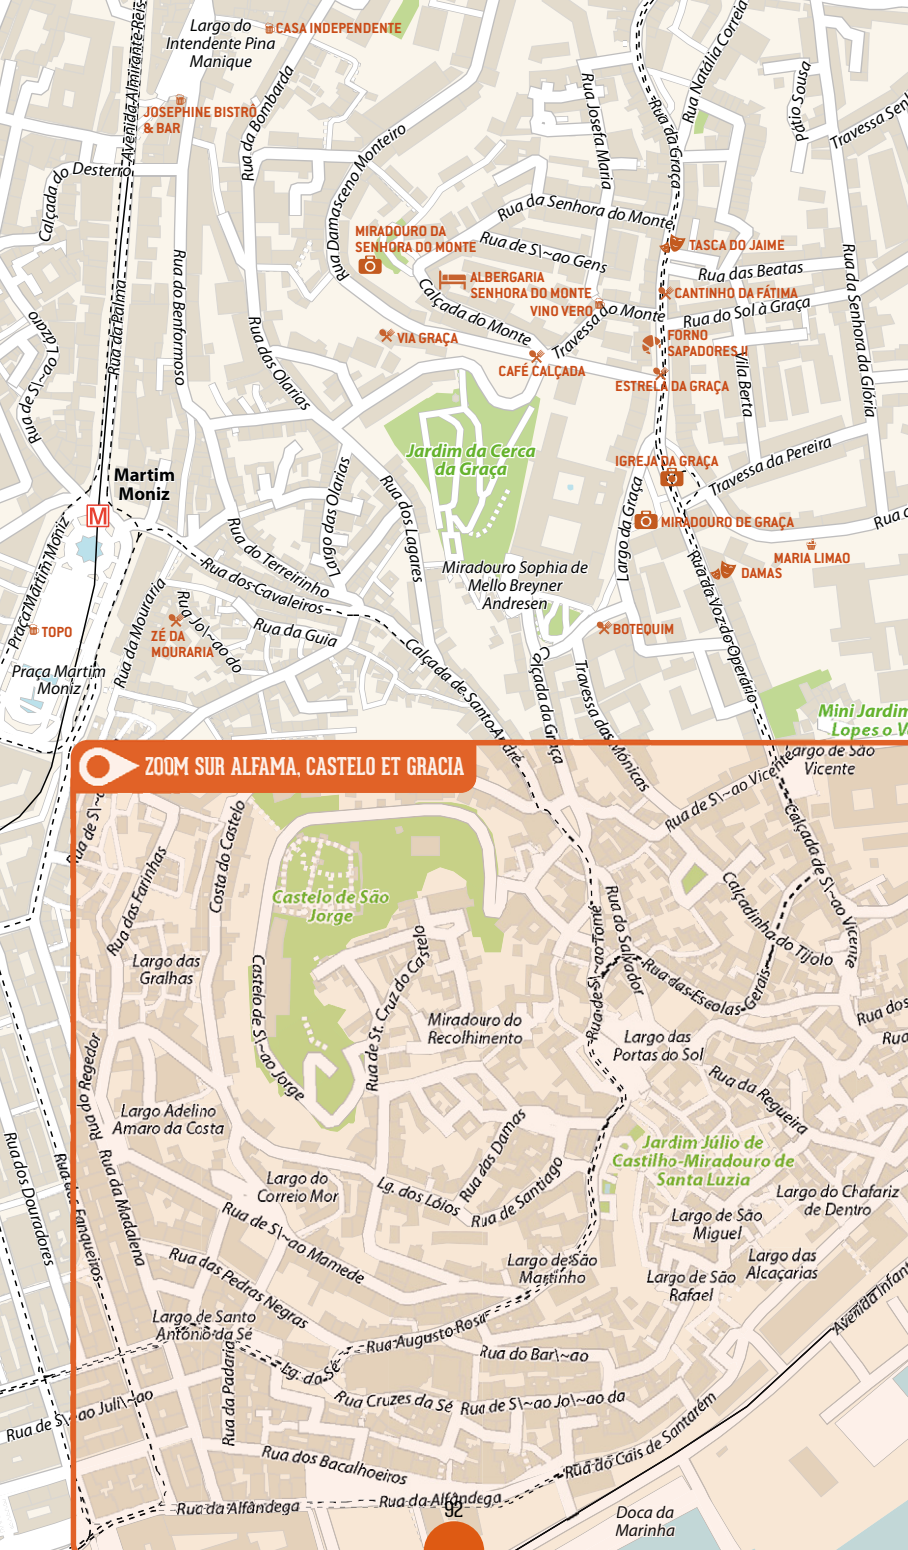 Largo do
Intendente Pina
Manique
CASA INDEPENDENTE
JOSEPHINE BISTRÔ
& BAR
Avenida Almirante Reis
Rua da Bombarda
Calçada do Desterro
Rua da Palma
Rua do Benformoso
Rua Damasceno Monteiro
Rua Josefa Maria
Rua da Graça
Rua Natália Correia
Pátio Sousa
Rua da Senhora do Monte
Rua de S\~ao Gens
MIRADOURO DA
SENHORA DO MONTE
ALBERGARIA
SENHORA DO MONTE
VINO VERO
TASCA DO JAIME
Rua das Beatas
CANTINHO DA FÁTIMA
Rua do Sol à Graça
Rua da Senhora da Glória
Calçada do Monte
Travessa do Monte
FORNO
SAPADORES II
VIA GRAÇA
CAFÉ CALÇADA
ESTRELA DA GRAÇA
Vila Berta
Rua de S\~ao Lazaro
Rua das Olarias
Jardim da Cerca
da Graça
IGREJA DA GRAÇA
Travessa da Pereira
Martim
Moniz
M
Largo das Olarias
Rua dos Lagares
Largo da Graça
MIRADOURO DE GRAÇA
MARIA LIMAO
DAMAS
Praça Martim Moniz
Rua do Terreirinho
Rua dos Cavaleiros
Miradouro Sophia de
Mello Breyner
Andresen
Rua da Voz do Operário
TOPO
Rua da Mouraria
Rua Jo\~ao do
ZÉ DA
MOURARIA
Rua da Guia
BOTEQUIM
Praça Martim
Moniz
Calçada de Santo André
Calçada da Graça
Travessa das Mónicas
Mini Jardim
ZOOM SUR ALFAMA, CASTELO ET GRACIA
Largo de São
Vicente
Rua de S\~ao Vicente
Calçada de S\~ao Vicente
Costa do Castelo
Rua das Farinhas
Castelo de São
Jorge
Rua do Salvador
Calçadinha do Tijolo
Largo das
Gralhas
Castelo de S\~ao Jorge
Rua de St. Cruz do Castelo
Rua de S\~ao Tome
Rua das Escolas Gerais
Miradouro do
Recolhimento
Largo das
Portas do Sol
Rua do Regedor
Rua da Regueira
Largo Adelino
Amaro da Costa
Rua das Damas
Jardim Júlio de
Castilho-Miradouro de
Santa Luzia
Rua dos Douradores
Rua dos Fanqueiros
Rua da Madalena
Largo do
Correio Mor
Lg. dos Lóios
Rua de Santiago
Largo do Chafariz
de Dentro
Rua de S\~ao Mamede
Largo de São
Miguel
Largo de São
Martinho
Largo das
Alcaçarias
Largo de São
Rafael
Rua das Pedras Negras
Largo de Santo
António da Sé
Rua Augusto Rosa
Rua do Bar\~ao
Lg. da Sé
Rua da Padaria
Rua Cruzes da Sé
Rua de S\~ao Jo\~ao da
Rua de S\~ao Juli\~ao
Rua dos Bacalhoeiros
Rua do Cais de Santarém
Rua da Alfândega
Rua da Alfândega
92
Doca da
Marinha